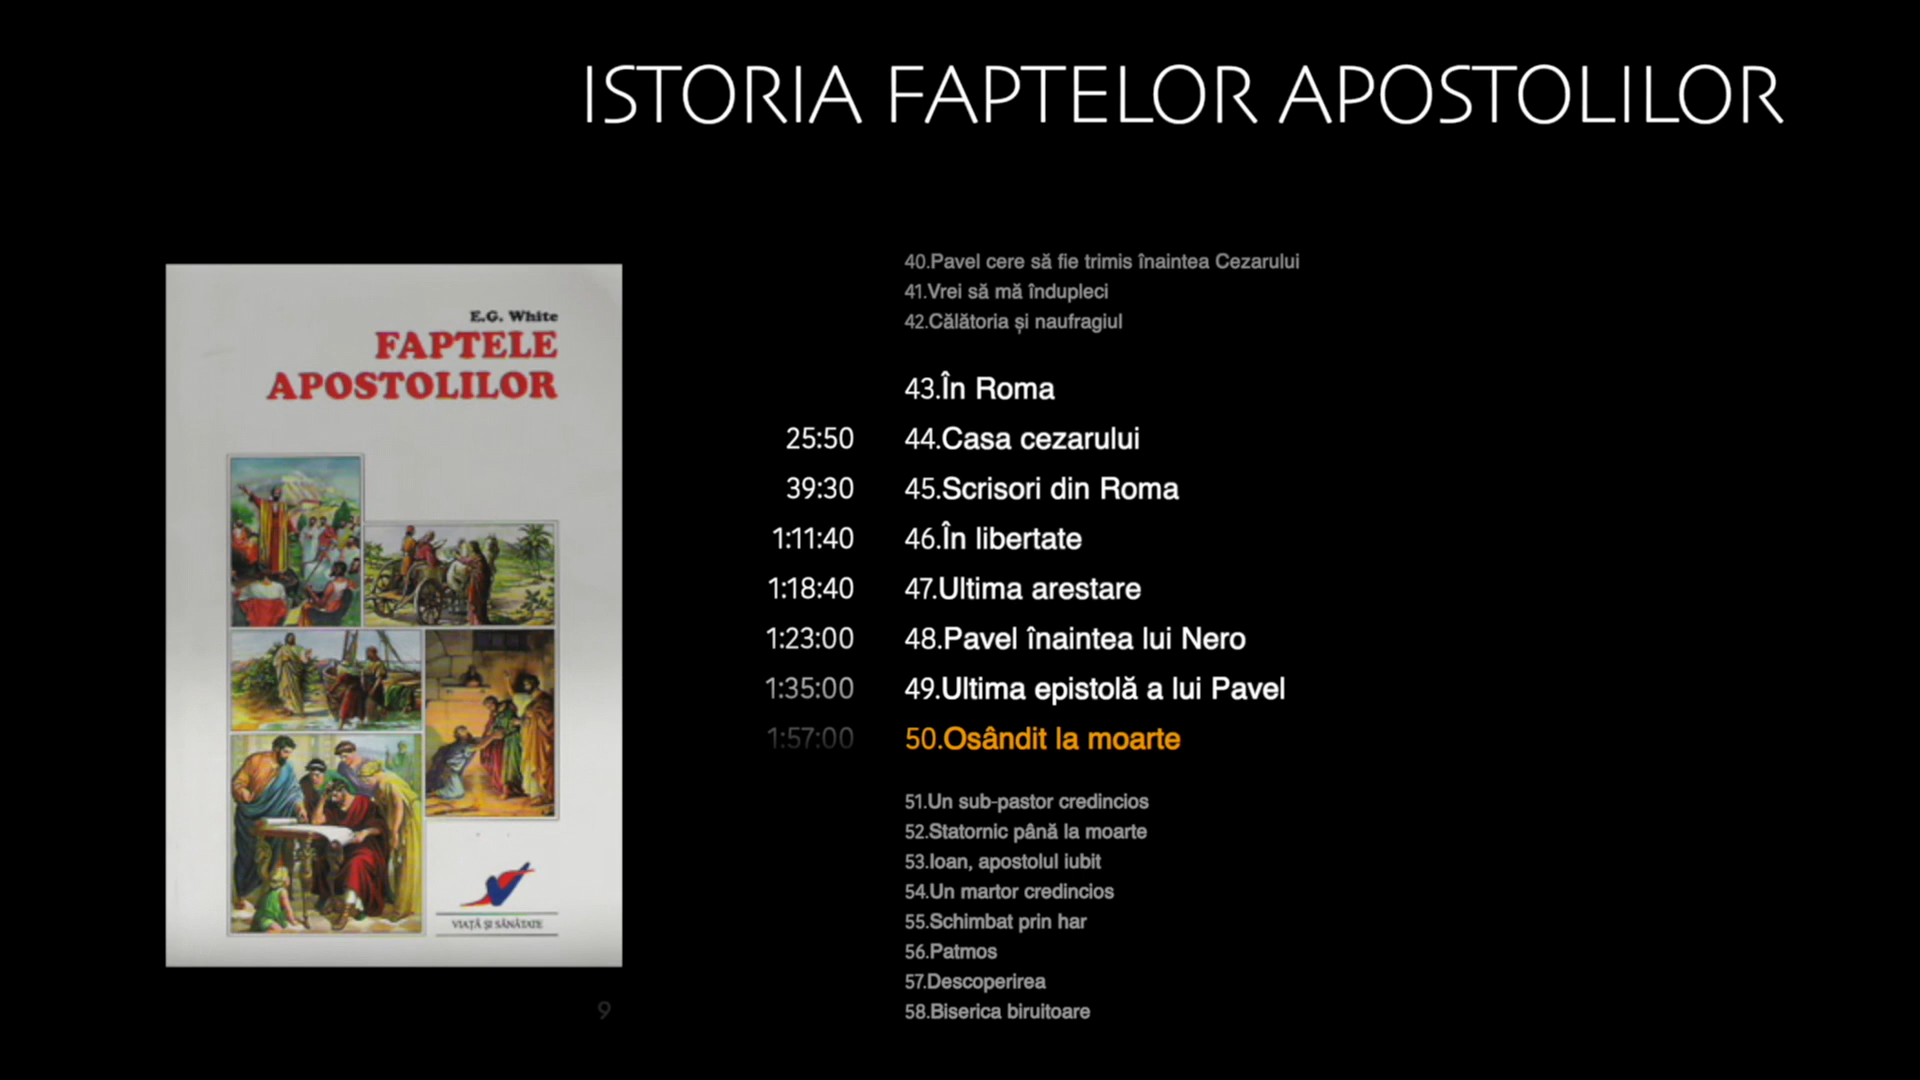 ISTORIA FAPTELOR APOSTOLILOR
E.G. White
FAPTELE
APOSTOLILOR
VIAȚĂ ȘI SĂNĂTATE
9
40.Pavel cere să fie trimis înaintea Cezarului
41.Vrei să mă îndupleci
42.Călătoria și naufragiul
43.În Roma
25:50 44.Casa cezarului
39:30 45.Scrisori din Roma
1:11:40 46.În libertate
1:18:40 47.Ultima arestare
1:23:00 48.Pavel înaintea lui Nero
1:35:00 49.Ultima epistolă a lui Pavel
1:57:00 50.Osândit la moarte
51.Un sub-pastor credincios
52.Statornic până la moarte
53.Ioan, apostolul iubit
54.Un martor credincios
55.Schimbat prin har
56.Patmos
57.Descoperirea
58.Biserica biruitoare